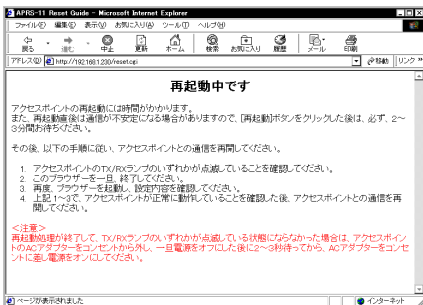 APRS-11 Reset Guide - Microsoft Internet Explorer
ファイル(F) 編集(E) 表示(V) お気に入り(A) ツール(T) ヘルプ(H)
戻る 進む 中止 更新 ホーム 検索 お気に入り 履歴 メール 印刷
アドレス(D) http://192.168.1.230/reset.cgi 移動 リンク »
再起動中です
アクセスポイントの再起動には時間がかかります。
また、再起動直後は通信が不安定になる場合がありますので、[再起動]ボタンをクリックした後は、必ず、2～
3分間お待ちください。
その後、以下の手順に従い、アクセスポイントとの通信を再開してください。
1. アクセスポイントのTX/RXランプのいずれかが点滅していることを確認してください。
2. このブラウザーを一旦、終了してください。
3. 再度、ブラウザーを起動し、設定内容を確認してください。
4. 上記1～3で、アクセスポイントが正常に動作していることを確認した後、アクセスポイントとの通信を再
開してください。
＜注意＞
再起動処理が終了して、TX/RXランプのいずれかが点滅している状態にならなかった場合は、アクセスポイン
トのACアダプターをコンセントから外し、一旦電源をオフにした後に2～3秒待ってから、ACアダプターをコンセ
ントに差し電源をオンにしてください。
ページが表示されました インターネット